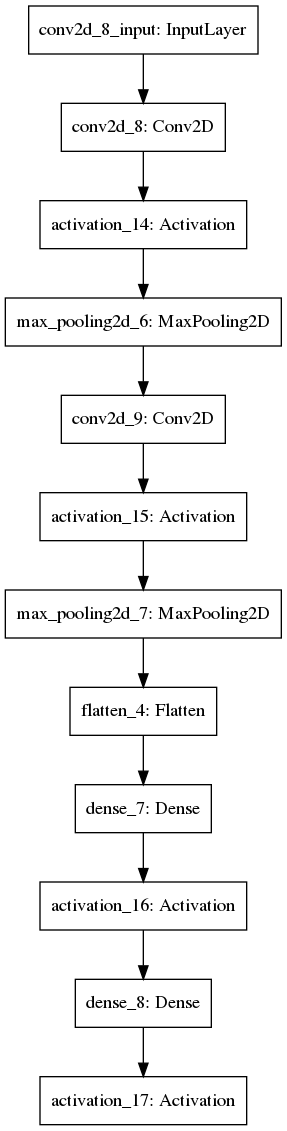 conv2d_8_input: InputLayer
conv2d_8: Conv2D
activation_14: Activation
max_pooling2d_6: MaxPooling2D
conv2d_9: Conv2D
activation_15: Activation
max_pooling2d_7: MaxPooling2D
flatten_4: Flatten
dense_7: Dense
activation_16: Activation
dense_8: Dense
activation_17: Activation